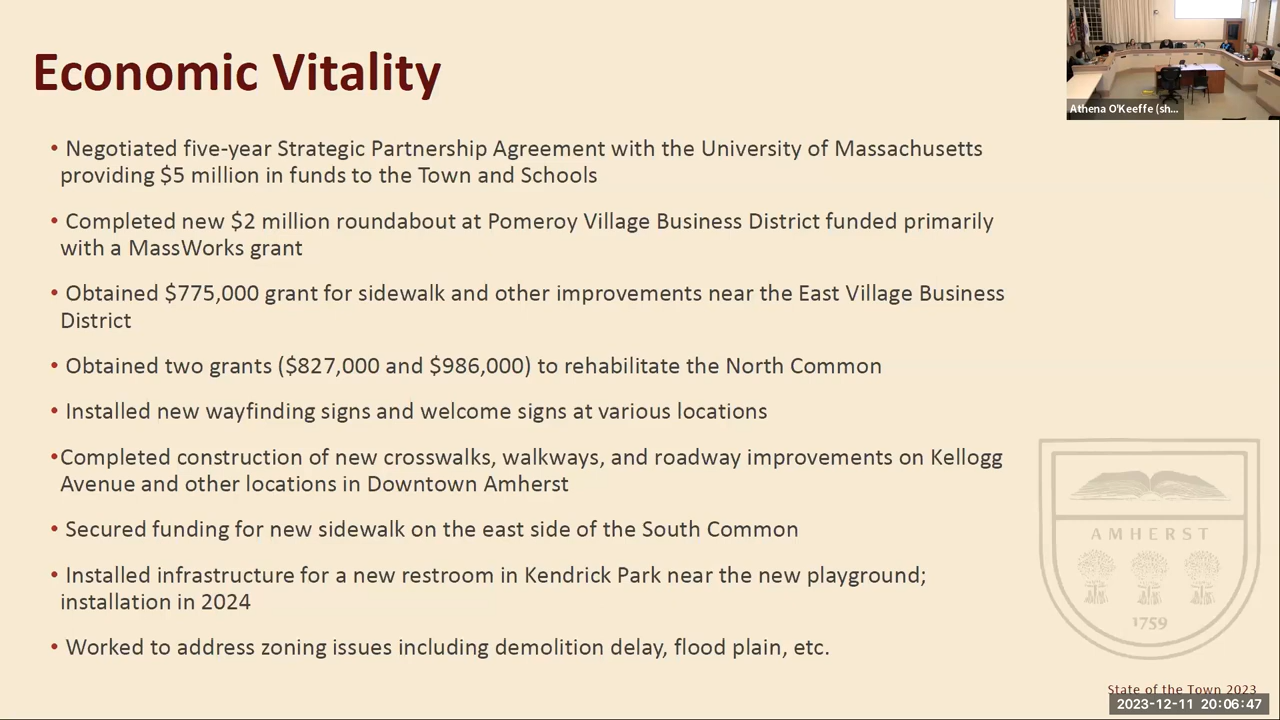 Economic Vitality
Athena O'Keeffe (sh...
• Negotiated five-year Strategic Partnership Agreement with the University of Massachusetts
providing $5 million in funds to the Town and Schools
• Completed new $2 million roundabout at Pomeroy Village Business District funded primarily
with a MassWorks grant
• Obtained $775,000 grant for sidewalk and other improvements near the East Village Business
District
• Obtained two grants ($827,000 and $986,000) to rehabilitate the North Common
• Installed new wayfinding signs and welcome signs at various locations
•Completed construction of new crosswalks, walkways, and roadway improvements on Kellogg
Avenue and other locations in Downtown Amherst
• Secured funding for new sidewalk on the east side of the South Common
• Installed infrastructure for a new restroom in Kendrick Park near the new playground;
installation in 2024
• Worked to address zoning issues including demolition delay, flood plain, etc.
AMHERST
1759
State of the Town 2023
2023-12-11 20:06:47